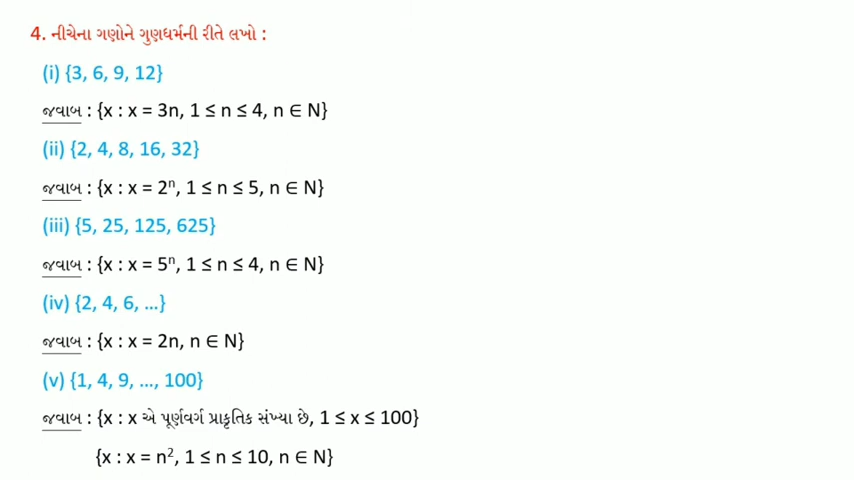 4. નીચેના ગણોને ગુણધર્મની રીતે લખો :
(i) {3, 6, 9, 12}
જવાબ : {x : x = 3n, 1 ≤ n ≤ 4, n ∈ N}
(ii) {2, 4, 8, 16, 32}
જવાબ : {x : x = 2ⁿ, 1 ≤ n ≤ 5, n ∈ N}
(iii) {5, 25, 125, 625}
જવાબ : {x : x = 5ⁿ, 1 ≤ n ≤ 4, n ∈ N}
(iv) {2, 4, 6, ...}
જવાબ : {x : x = 2n, n ∈ N}
(v) {1, 4, 9, ..., 100}
જવાબ : {x : x એ પૂર્ણવર્ગ પ્રાકૃતિક સંખ્યા છે, 1 ≤ x ≤ 100}
{x : x = n², 1 ≤ n ≤ 10, n ∈ N}